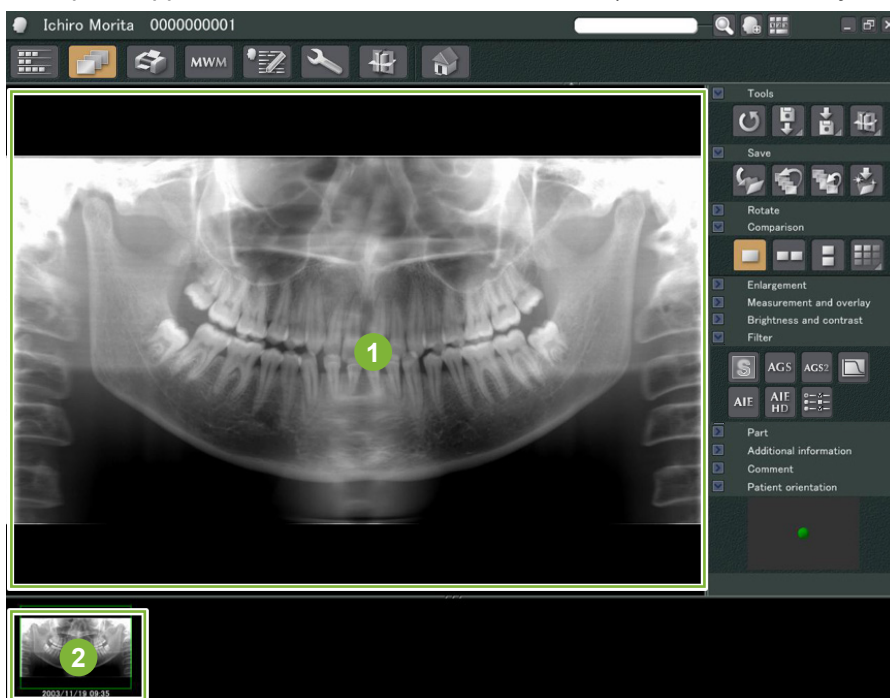 Ichiro Morita 0000000001
MWM
Tools
Save
Rotate
Comparison
Enlargement
Measurement and overlay
Brightness and contrast
Filter
S AGS AGS2
AIE AIE HD
Part
Additional information
Comment
Patient orientation
1
2
2003/11/19 09:35